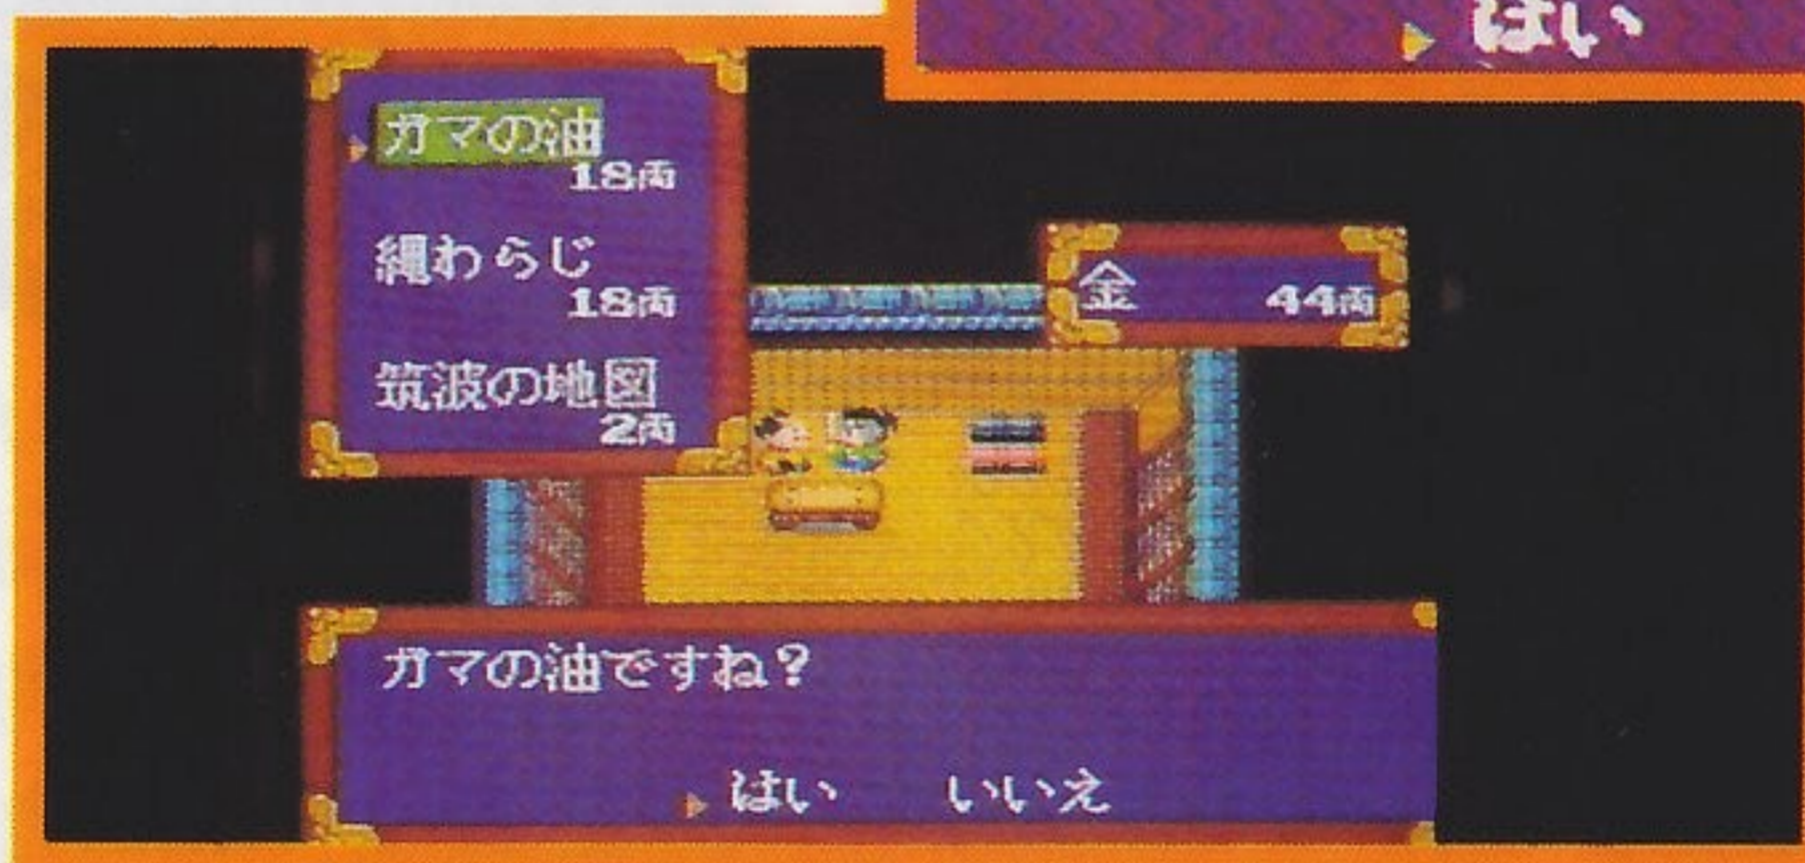 はい
ガマの油
18両
縄わらじ
18両
筑波の地図
2両
金 44両
ガマの油ですね？
はい いいえ